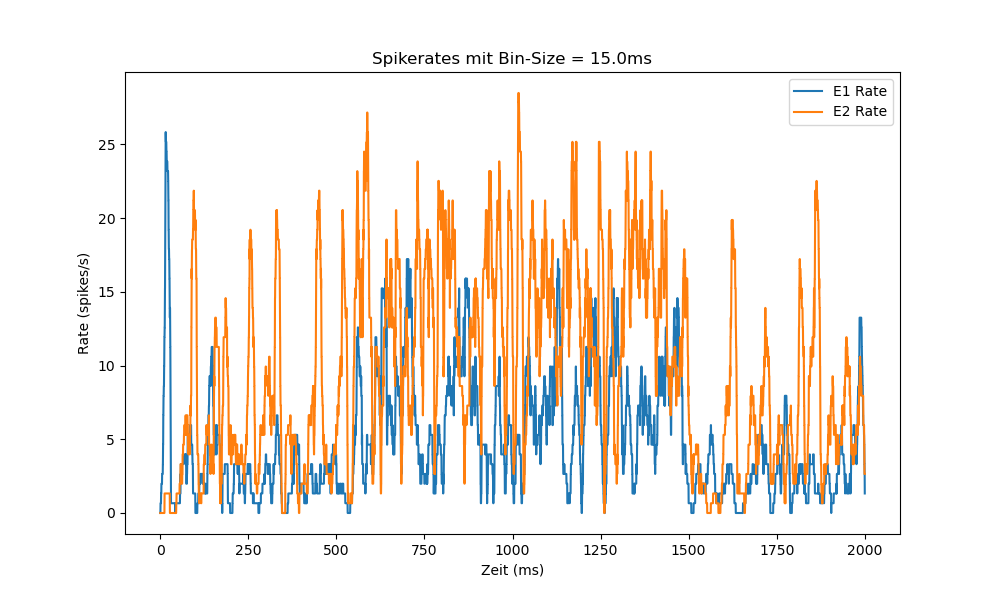 Spikerates mit Bin-Size = 15.0ms
E1 Rate
E2 Rate
Rate (spikes/s)
25
20
15
10
5
0
0 250 500 750 1000 1250 1500 1750 2000
Zeit (ms)